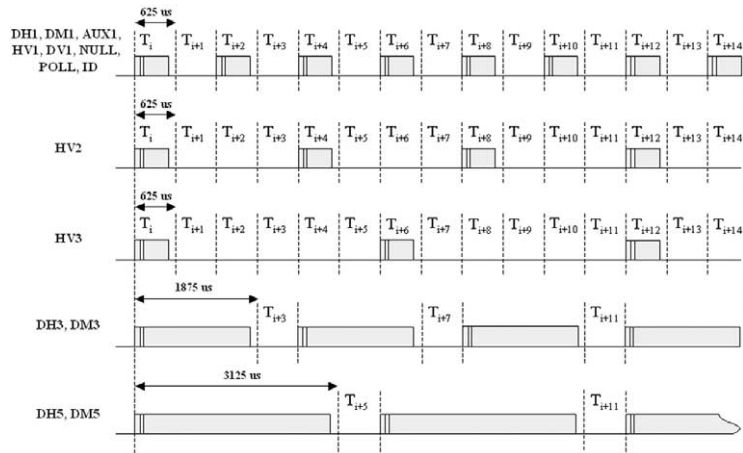 625 us
DH1, DM1, AUX1,
HV1, DV1, NULL,
POLL, ID
Ti Ti+1 Ti+2 Ti+3 Ti+4 Ti+5 Ti+6 Ti+7 Ti+8 Ti+9 Ti+10 Ti+11 Ti+12 Ti+13 Ti+14
625 us
HV2
Ti Ti+1 Ti+2 Ti+3 Ti+4 Ti+5 Ti+6 Ti+7 Ti+8 Ti+9 Ti+10 Ti+11 Ti+12 Ti+13 Ti+14
625 us
HV3
Ti Ti+1 Ti+2 Ti+3 Ti+4 Ti+5 Ti+6 Ti+7 Ti+8 Ti+9 Ti+10 Ti+11 Ti+12 Ti+13 Ti+14
1875 us
DH3, DM3
Ti+3 Ti+7 Ti+11
3125 us
DH5, DM5
Ti+5 Ti+11